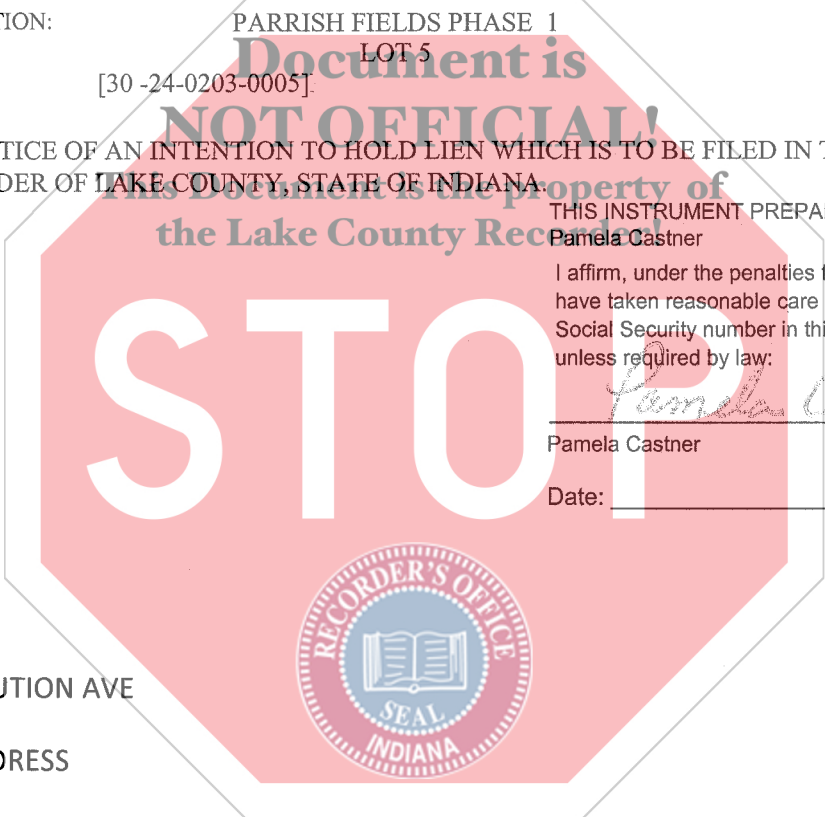 TION: PARRISH FIELDS PHASE 1
LOT 5
Document is
[30 -24-0203-0005]
NOT OFFICIAL!
TICE OF AN INTENTION TO HOLD LIEN WHICH IS TO BE FILED IN T
DER OF LAKE COUNTY, STATE OF INDIANA.
This Document is the property of
the Lake County Recorder!
THIS INSTRUMENT PREPA
Pamela Castner
I affirm, under the penalties f
have taken reasonable care
Social Security number in thi
unless required by law:
Pamela C
Pamela Castner
Date:
STOP
RECORDER'S OFFICE
SEAL
INDIANA
UTION AVE
DRESS